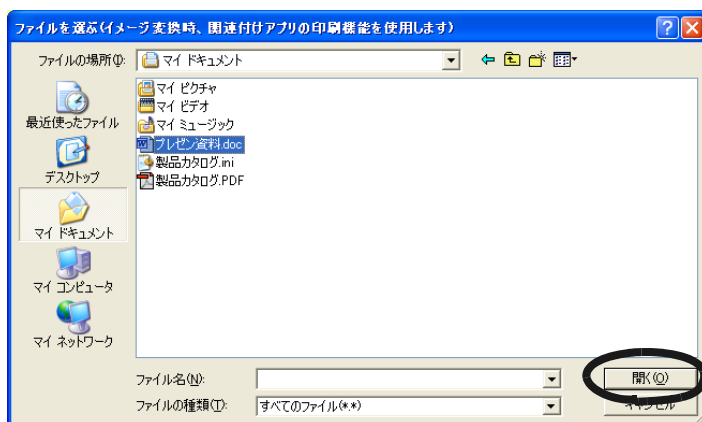 ファイルを選ぶ(イメージ変換時、関連付けアプリの印刷機能を使用します)
ファイルの場所(I):
マイ ドキュメント
最近使ったファイル
デスクトップ
マイ ドキュメント
マイ コンピュータ
マイ ネットワーク
マイ ピクチャ
マイ ビデオ
マイ ミュージック
プレゼン資料.doc
製品カタログ.ini
製品カタログ.PDF
ファイル名(N):
開く(O)
ファイルの種類(T):
すべてのファイル(*.*)
キャンセル